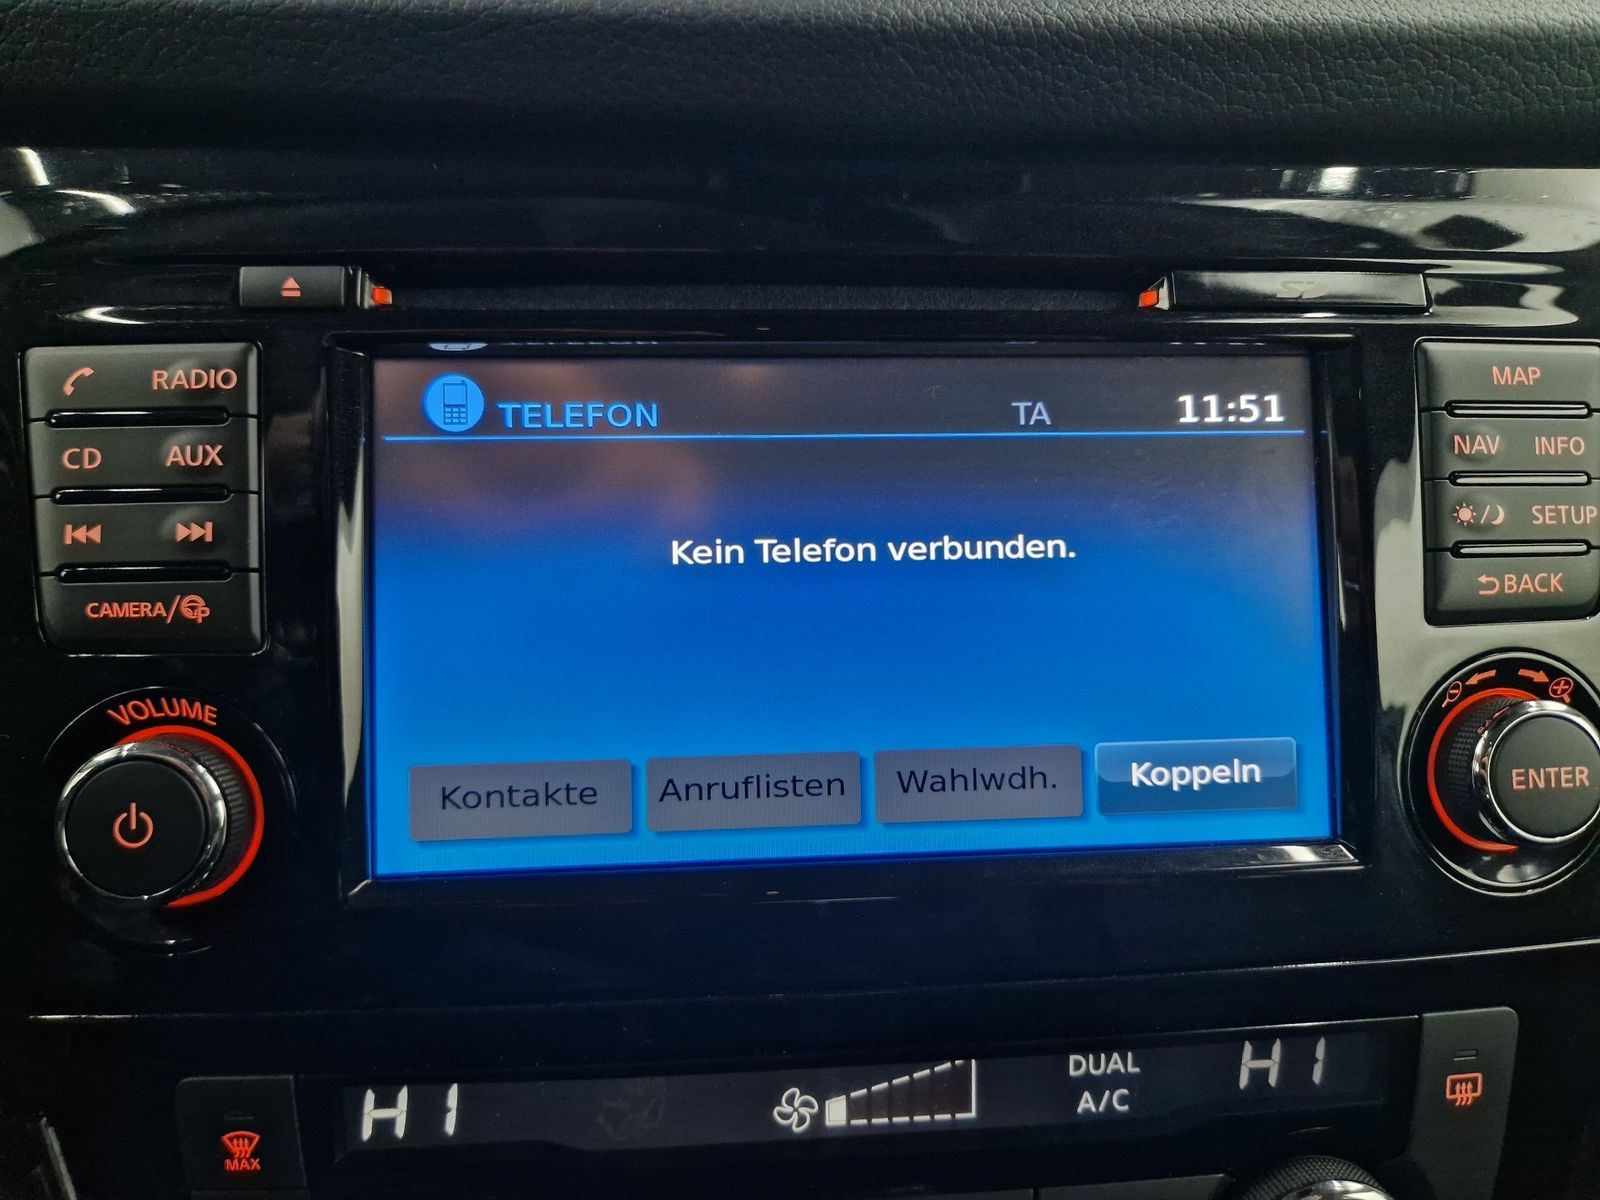 RADIO
CD AUX
CAMERA/
VOLUME
TELEFON TA 11:51
Kein Telefon verbunden.
Kontakte Anruflisten Wahlwdh. Koppeln
MAP
NAV INFO
SETUP
BACK
ENTER
HI DUAL HI
A/C
MAX